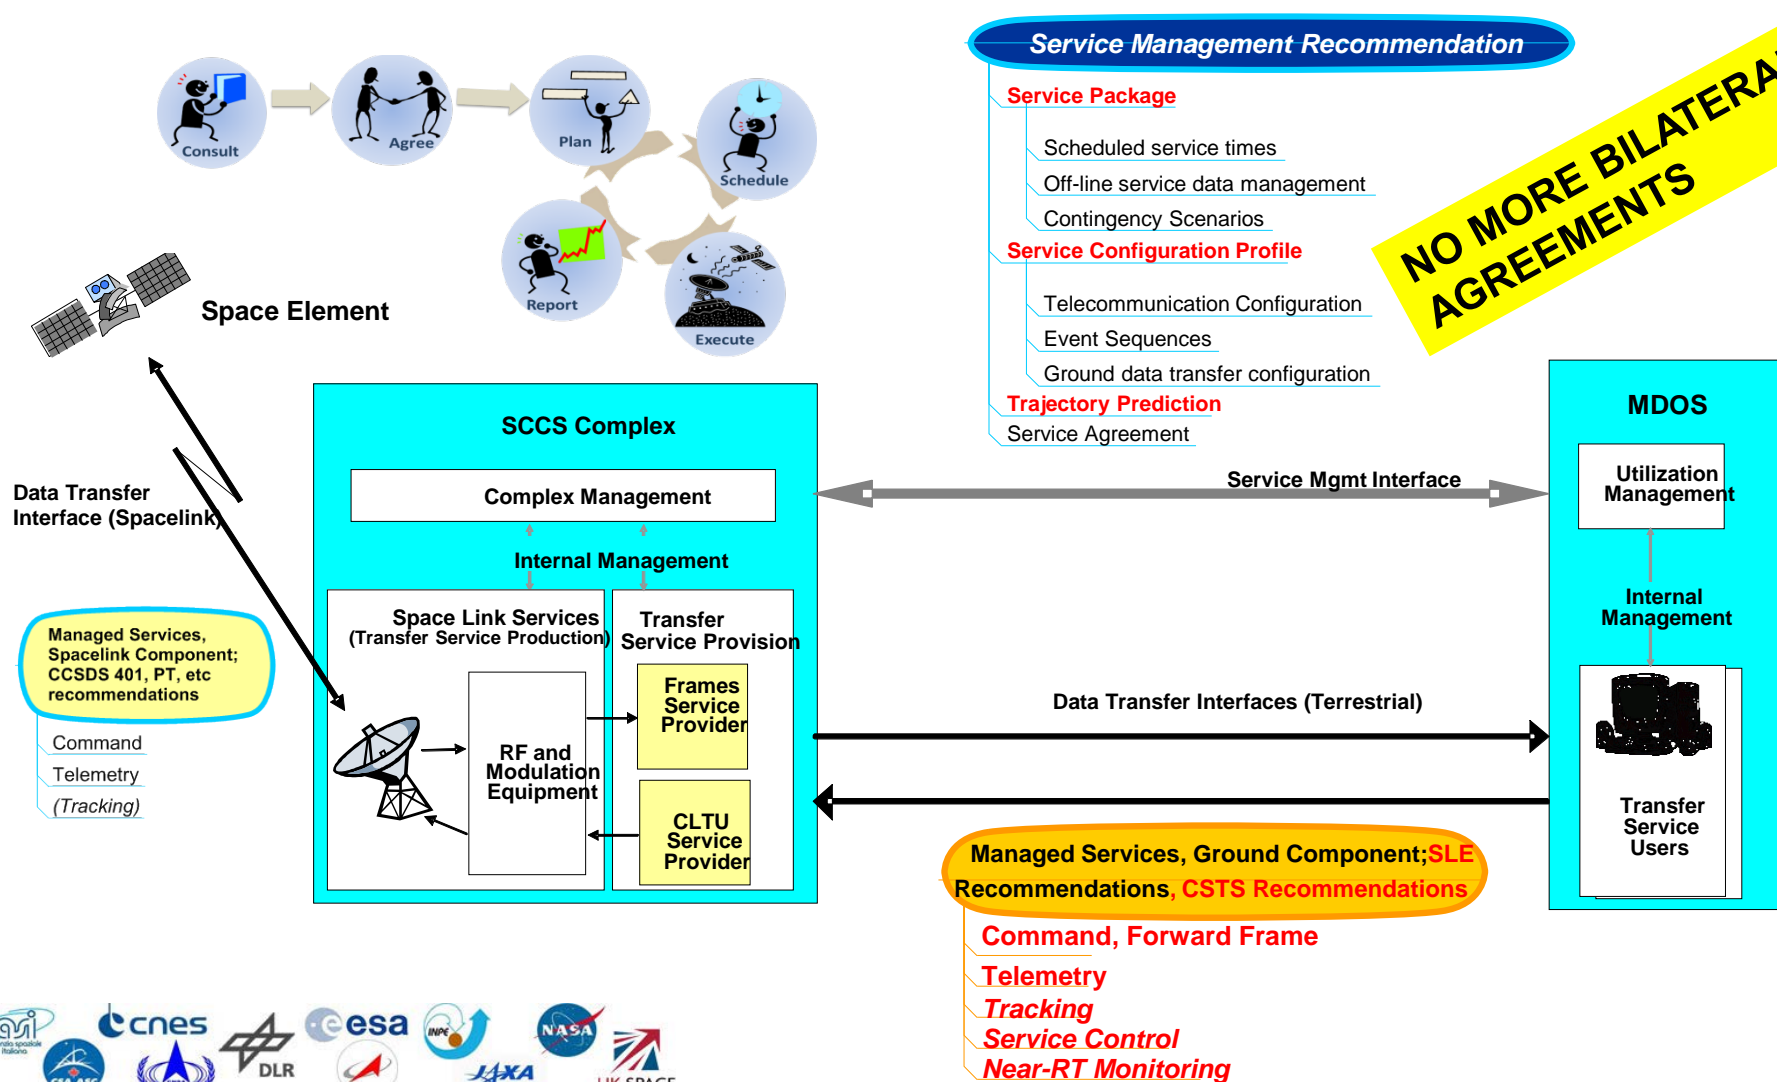 Service Management Recommendation
Service Package
Scheduled service times
Off-line service data management
Contingency Scenarios
Service Configuration Profile
Telecommunication Configuration
Event Sequences
Ground data transfer configuration
Trajectory Prediction
Service Agreement
NO MORE BILATERA
AGREEMENTS
Consult
Agree
Plan
Schedule
Report
Execute
Space Element
Data Transfer
Interface (Spacelink)
SCCS Complex
Complex Management
Internal Management
Space Link Services
(Transfer Service Production)
Transfer
Service Provision
Frames
Service
Provider
RF and
Modulation
Equipment
CLTU
Service
Provider
Managed Services,
Spacelink Component;
CCSDS 401, PT, etc
recommendations
Command
Telemetry
(Tracking)
Service Mgmt Interface
Data Transfer Interfaces (Terrestrial)
MDOS
Utilization
Management
Internal
Management
Transfer
Service
Users
Managed Services, Ground Component;SLE
Recommendations, CSTS Recommendations
Command, Forward Frame
Telemetry
Tracking
Service Control
Near-RT Monitoring
asi
italiana
cnes
DLR
esa
INPE
JAXA
NASA
UK SPACE